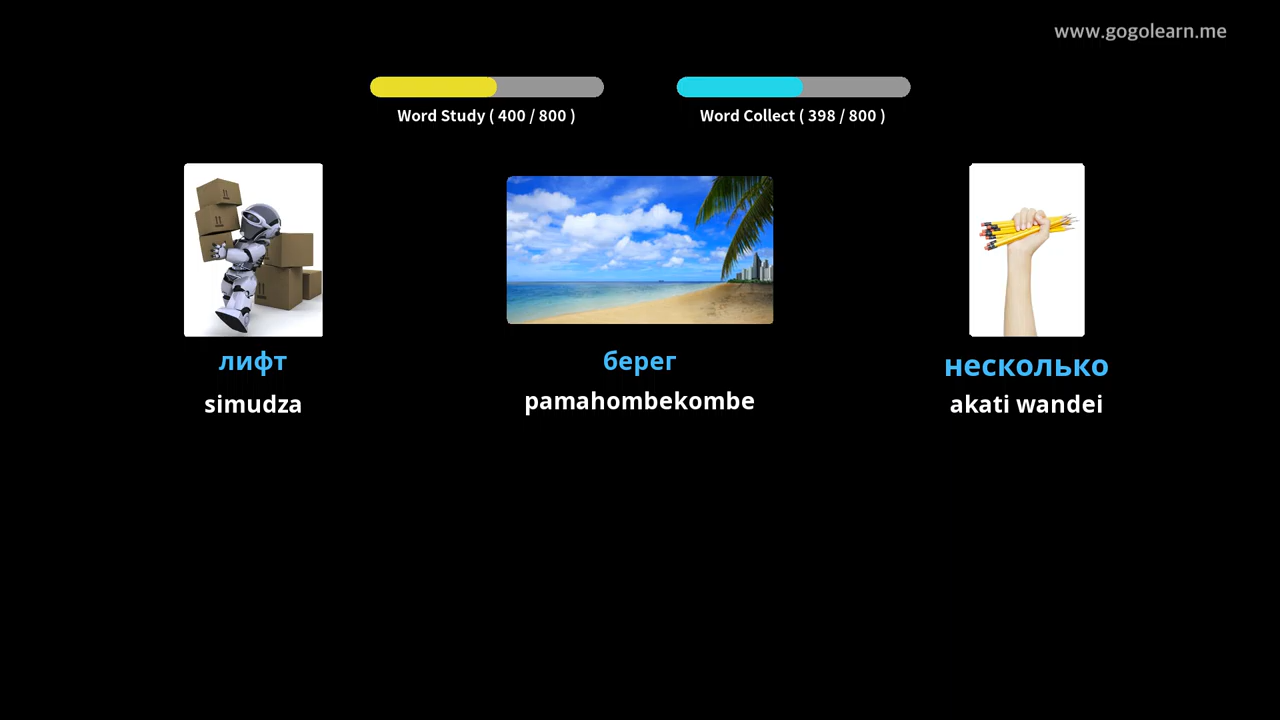 www.gogolearn.me
Word Study ( 400 / 800 )
Word Collect ( 398 / 800 )
лифт
simudza
берег
pamahombekombe
несколько
akati wandei